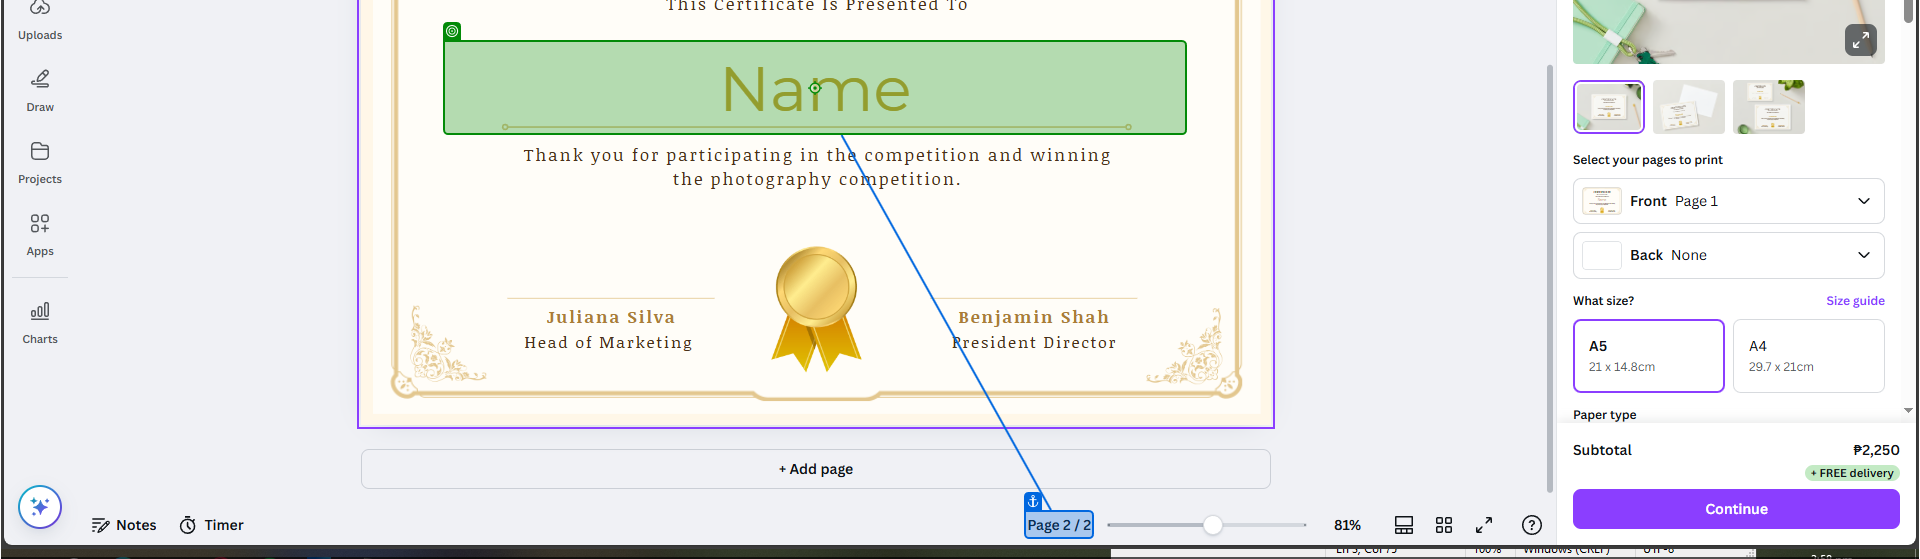 Uploads
Draw
Projects
Apps
Charts
This Certificate Is Presented To
Name
Thank you for participating in the competition and winning
the photography competition.
Juliana Silva
Head of Marketing
Benjamin Shah
President Director
+ Add page
Notes
Timer
Page 2 / 2
81%
Select your pages to print
Front Page 1
Back None
What size?
Size guide
A5
21 x 14.8cm
A4
29.7 x 21cm
Paper type
Subtotal
₱2,250
+ FREE delivery
Continue
100%
Windows (CRLF)